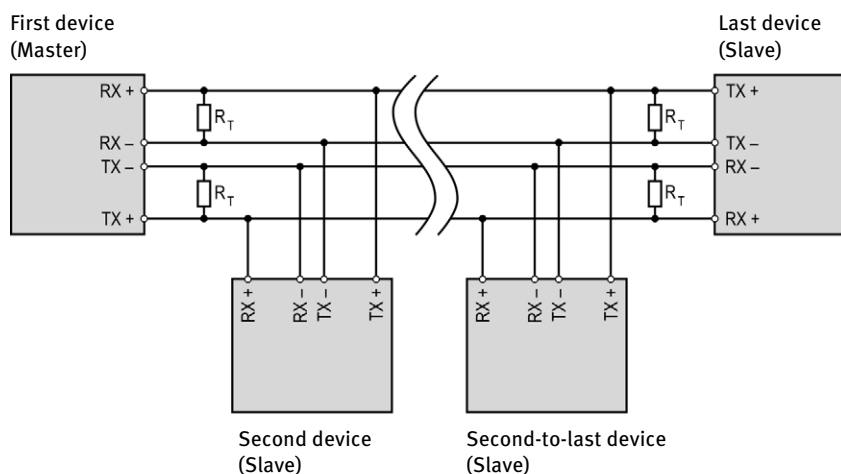 First device
(Master)
Last device
(Slave)
RX +
RX –
TX –
TX +
R_T
R_T
R_T
R_T
TX +
TX –
RX –
RX +
RX +
RX –
TX –
TX +
RX +
RX –
TX –
TX +
Second device
(Slave)
Second-to-last device
(Slave)